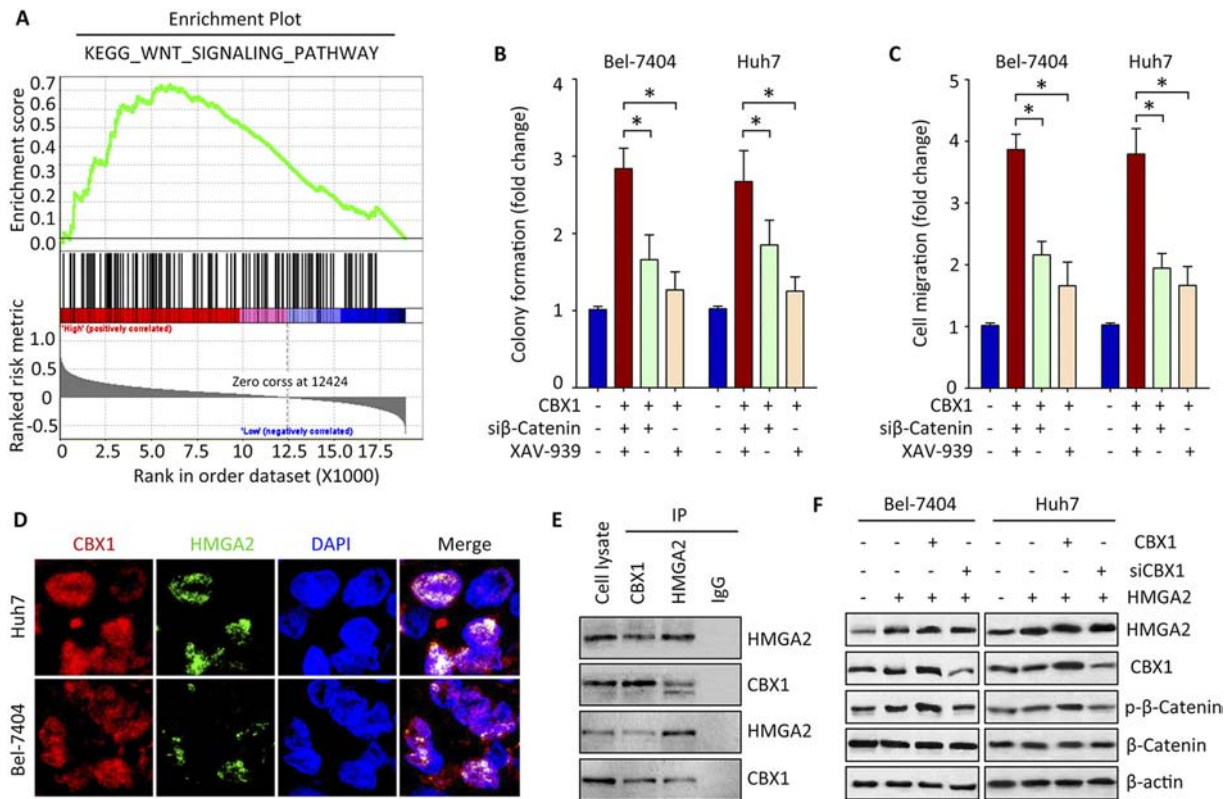 A
Enrichment Plot
KEGG_WNT_SIGNALING_PATHWAY
Enrichment score
0.7
0.6
0.5
0.4
0.3
0.2
0.1
0.0
'High' (positively correlated)
Ranked risk metric
1.0
0.5
0
-0.5
Zero corss at 12424
'Low' (negatively correlated)
0 2.5 5.0 7.5 10.0 12.5 15.0 17.5
Rank in order dataset (X1000)
B
Bel-7404 Huh7
Colony formation (fold change)
4
3
2
1
0
* * * *
CBX1 - + + + - + + +
siβ-Catenin - + + - + +
XAV-939 - + - + - + - +
C
Bel-7404 Huh7
Cell migration (fold change)
5
4
3
2
1
0
* * * *
CBX1 - + + + - + + +
siβ-Catenin - + + - + +
XAV-939 - + - + - + - +
D
CBX1 HMGA2 DAPI Merge
Huh7
Bel-7404
E
IP
Cell lysate CBX1 HMGA2 IgG
HMGA2
CBX1
HMGA2
CBX1
F
Bel-7404 Huh7
- - + - - - + - CBX1
- - - + - - - + siCBX1
- + + + - + + + HMGA2
HMGA2
CBX1
p-β-Catenin
β-Catenin
β-actin